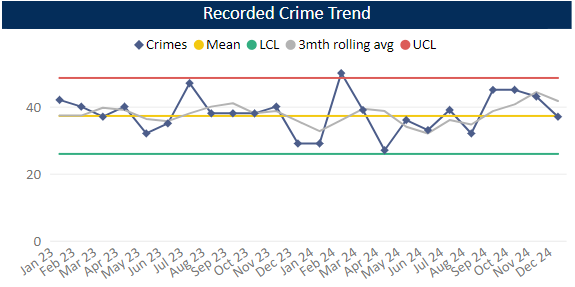 Recorded Crime Trend
Crimes Mean LCL 3mth rolling avg UCL
40
20
0
Jan 23 Feb 23 Mar 23 Apr 23 May 23 Jun 23 Jul 23 Aug 23 Sep 23 Oct 23 Nov 23 Dec 23 Jan 24 Feb 24 Mar 24 Apr 24 May 24 Jun 24 Jul 24 Aug 24 Sep 24 Oct 24 Nov 24 Dec 24